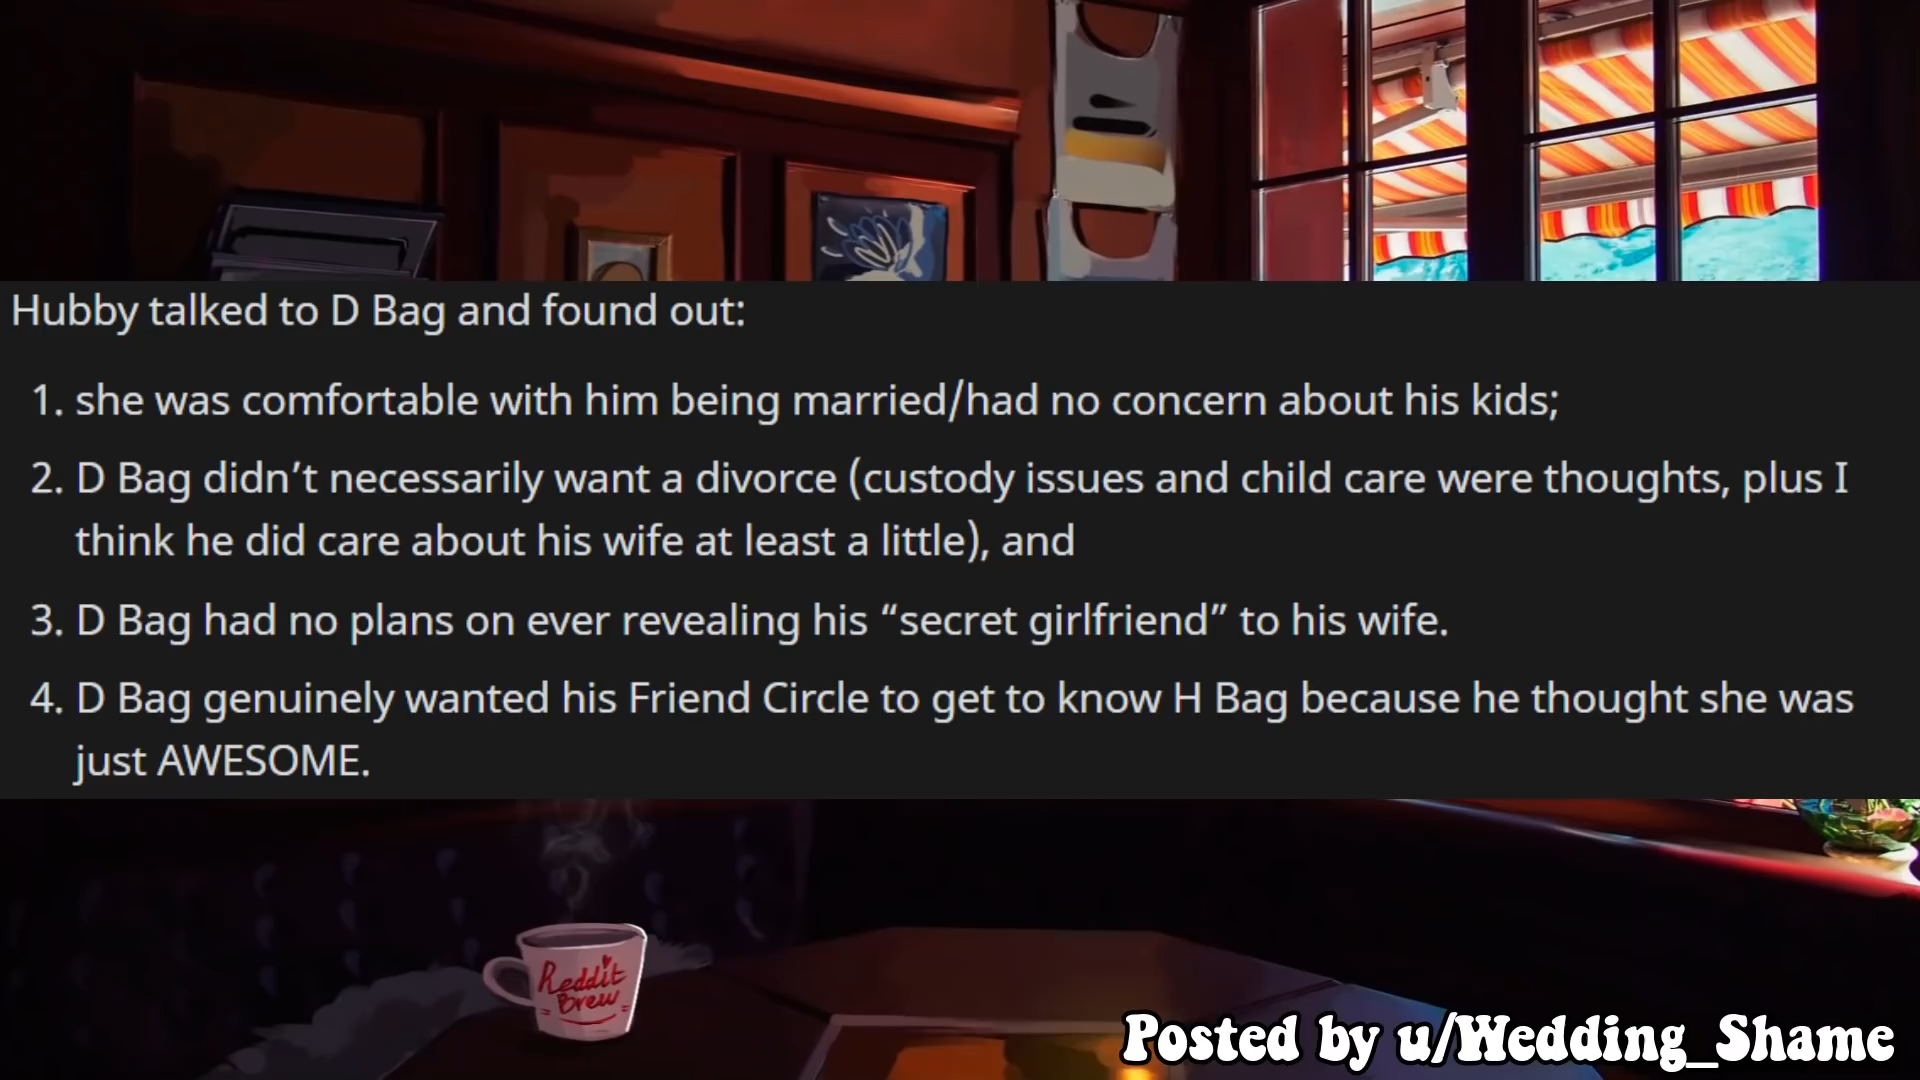 Hubby talked to D Bag and found out:
1. she was comfortable with him being married/had no concern about his kids;
2. D Bag didn’t necessarily want a divorce (custody issues and child care were thoughts, plus I
think he did care about his wife at least a little), and
3. D Bag had no plans on ever revealing his “secret girlfriend” to his wife.
4. D Bag genuinely wanted his Friend Circle to get to know H Bag because he thought she was
just AWESOME.
Reddit
Brew
Posted by u/Wedding_Shame